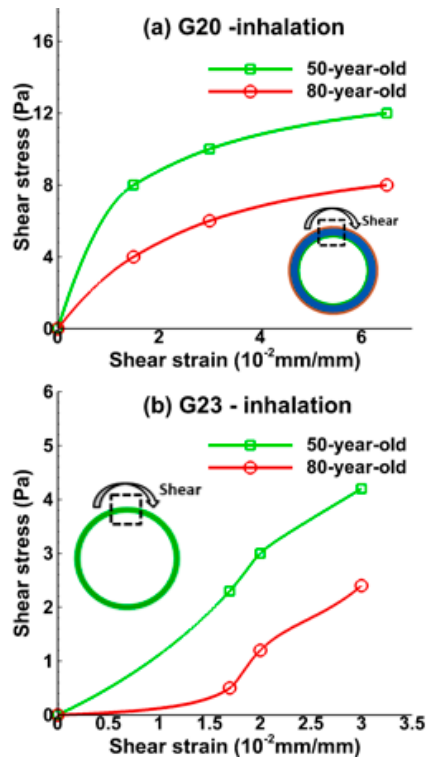 (a) G20 -inhalation
50-year-old
80-year-old
Shear stress (Pa)
16
12
8
4
0
Shear
0 2 4 6
Shear strain (10⁻²mm/mm)
(b) G23 - inhalation
50-year-old
80-year-old
Shear stress (Pa)
6
5
4
3
2
1
0
Shear
0 0.5 1 1.5 2 2.5 3 3.5
Shear strain (10⁻²mm/mm)